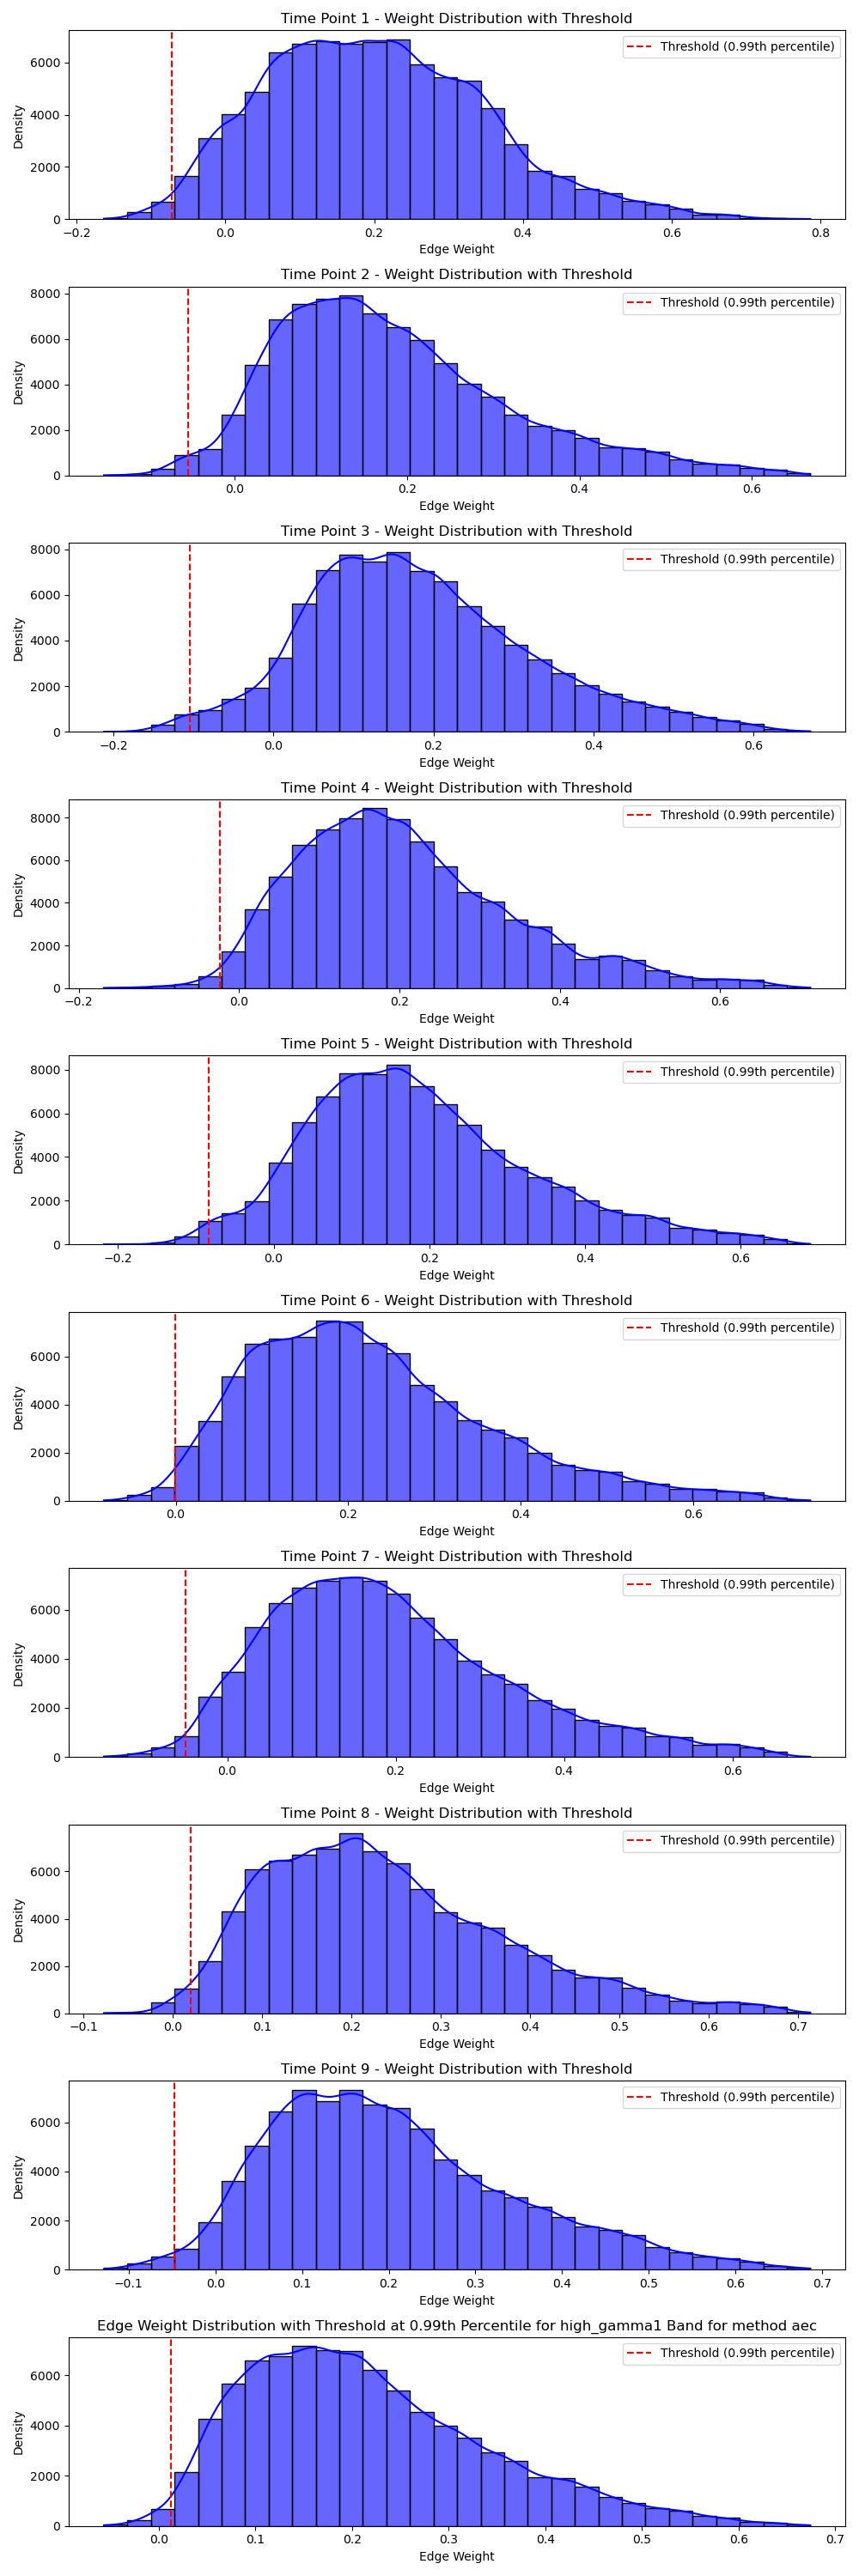 Time Point 1 - Weight Distribution with Threshold
Threshold (0.99th percentile)
Density
6000
4000
2000
0
−0.2 0.0 0.2 0.4 0.6 0.8
Edge Weight
Time Point 2 - Weight Distribution with Threshold
Threshold (0.99th percentile)
Density
8000
6000
4000
2000
0
0.0 0.2 0.4 0.6
Edge Weight
Time Point 3 - Weight Distribution with Threshold
Threshold (0.99th percentile)
Density
8000
6000
4000
2000
0
−0.2 0.0 0.2 0.4 0.6
Edge Weight
Time Point 4 - Weight Distribution with Threshold
Threshold (0.99th percentile)
Density
8000
6000
4000
2000
0
−0.2 0.0 0.2 0.4 0.6
Edge Weight
Time Point 5 - Weight Distribution with Threshold
Threshold (0.99th percentile)
Density
8000
6000
4000
2000
0
−0.2 0.0 0.2 0.4 0.6
Edge Weight
Time Point 6 - Weight Distribution with Threshold
Threshold (0.99th percentile)
Density
6000
4000
2000
0
0.0 0.2 0.4 0.6
Edge Weight
Time Point 7 - Weight Distribution with Threshold
Threshold (0.99th percentile)
Density
6000
4000
2000
0
0.0 0.2 0.4 0.6
Edge Weight
Time Point 8 - Weight Distribution with Threshold
Threshold (0.99th percentile)
Density
6000
4000
2000
0
−0.1 0.0 0.1 0.2 0.3 0.4 0.5 0.6 0.7
Edge Weight
Time Point 9 - Weight Distribution with Threshold
Threshold (0.99th percentile)
Density
6000
4000
2000
0
−0.1 0.0 0.1 0.2 0.3 0.4 0.5 0.6 0.7
Edge Weight
Edge Weight Distribution with Threshold at 0.99th Percentile for high_gamma1 Band for method aec
Threshold (0.99th percentile)
Density
6000
4000
2000
0
0.0 0.1 0.2 0.3 0.4 0.5 0.6 0.7
Edge Weight